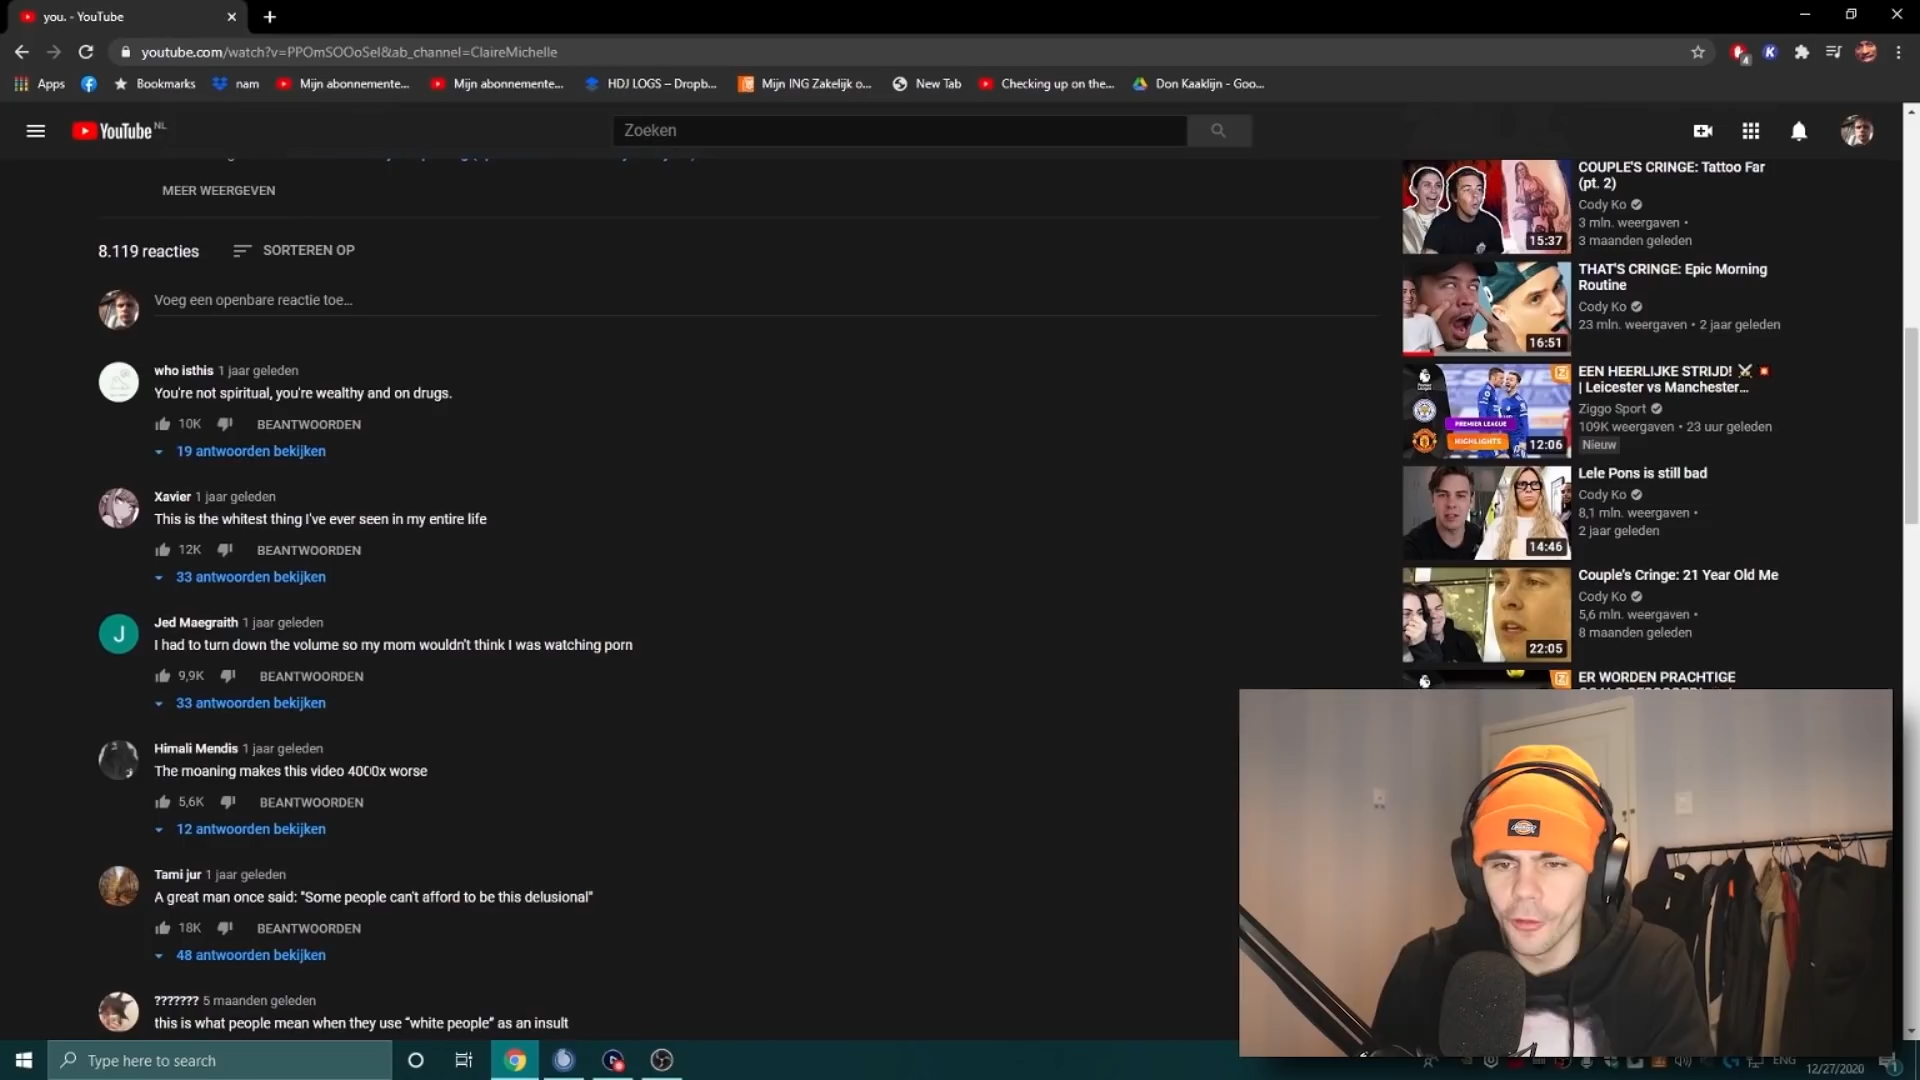 you. - YouTube
youtube.com/watch?v=PPOmSOOoSeI&ab_channel=ClaireMichelle
4
K
Apps
Bookmarks
nam
Mijn abonnemente...
Mijn abonnemente...
HDJ LOGS – Dropb...
Mijn ING Zakelijk o...
New Tab
Checking up on the...
Don Kaaklijn - Goo...
YouTube NL
Zoeken
MEER WEERGEVEN
8.119 reacties
SORTEREN OP
Voeg een openbare reactie toe...
who isthis 1 jaar geleden
You're not spiritual, you're wealthy and on drugs.
10K
BEANTWOORDEN
19 antwoorden bekijken
Xavier 1 jaar geleden
This is the whitest thing I've ever seen in my entire life
12K
BEANTWOORDEN
33 antwoorden bekijken
J
Jed Maegraith 1 jaar geleden
I had to turn down the volume so my mom wouldn't think I was watching porn
9,9K
BEANTWOORDEN
33 antwoorden bekijken
Himali Mendis 1 jaar geleden
The moaning makes this video 4000x worse
5,6K
BEANTWOORDEN
12 antwoorden bekijken
Tami jur 1 jaar geleden
A great man once said: "Some people can't afford to be this delusional"
18K
BEANTWOORDEN
48 antwoorden bekijken
??????? 5 maanden geleden
this is what people mean when they use “white people” as an insult
COUPLE'S CRINGE: Tattoo Far
(pt. 2)
Cody Ko
3 mln. weergaven •
3 maanden geleden
15:37
THAT'S CRINGE: Epic Morning
Routine
Cody Ko
23 mln. weergaven • 2 jaar geleden
16:51
EEN HEERLIJKE STRIJD!
| Leicester vs Manchester...
Ziggo Sport
109K weergaven • 23 uur geleden
Nieuw
PREMIER LEAGUE
HIGHLIGHTS
12:06
Lele Pons is still bad
Cody Ko
8,1 mln. weergaven •
2 jaar geleden
14:46
Couple's Cringe: 21 Year Old Me
Cody Ko
5,6 mln. weergaven •
8 maanden geleden
22:05
ER WORDEN PRACHTIGE
Dickies
Type here to search
ENG
12/27/2020
1